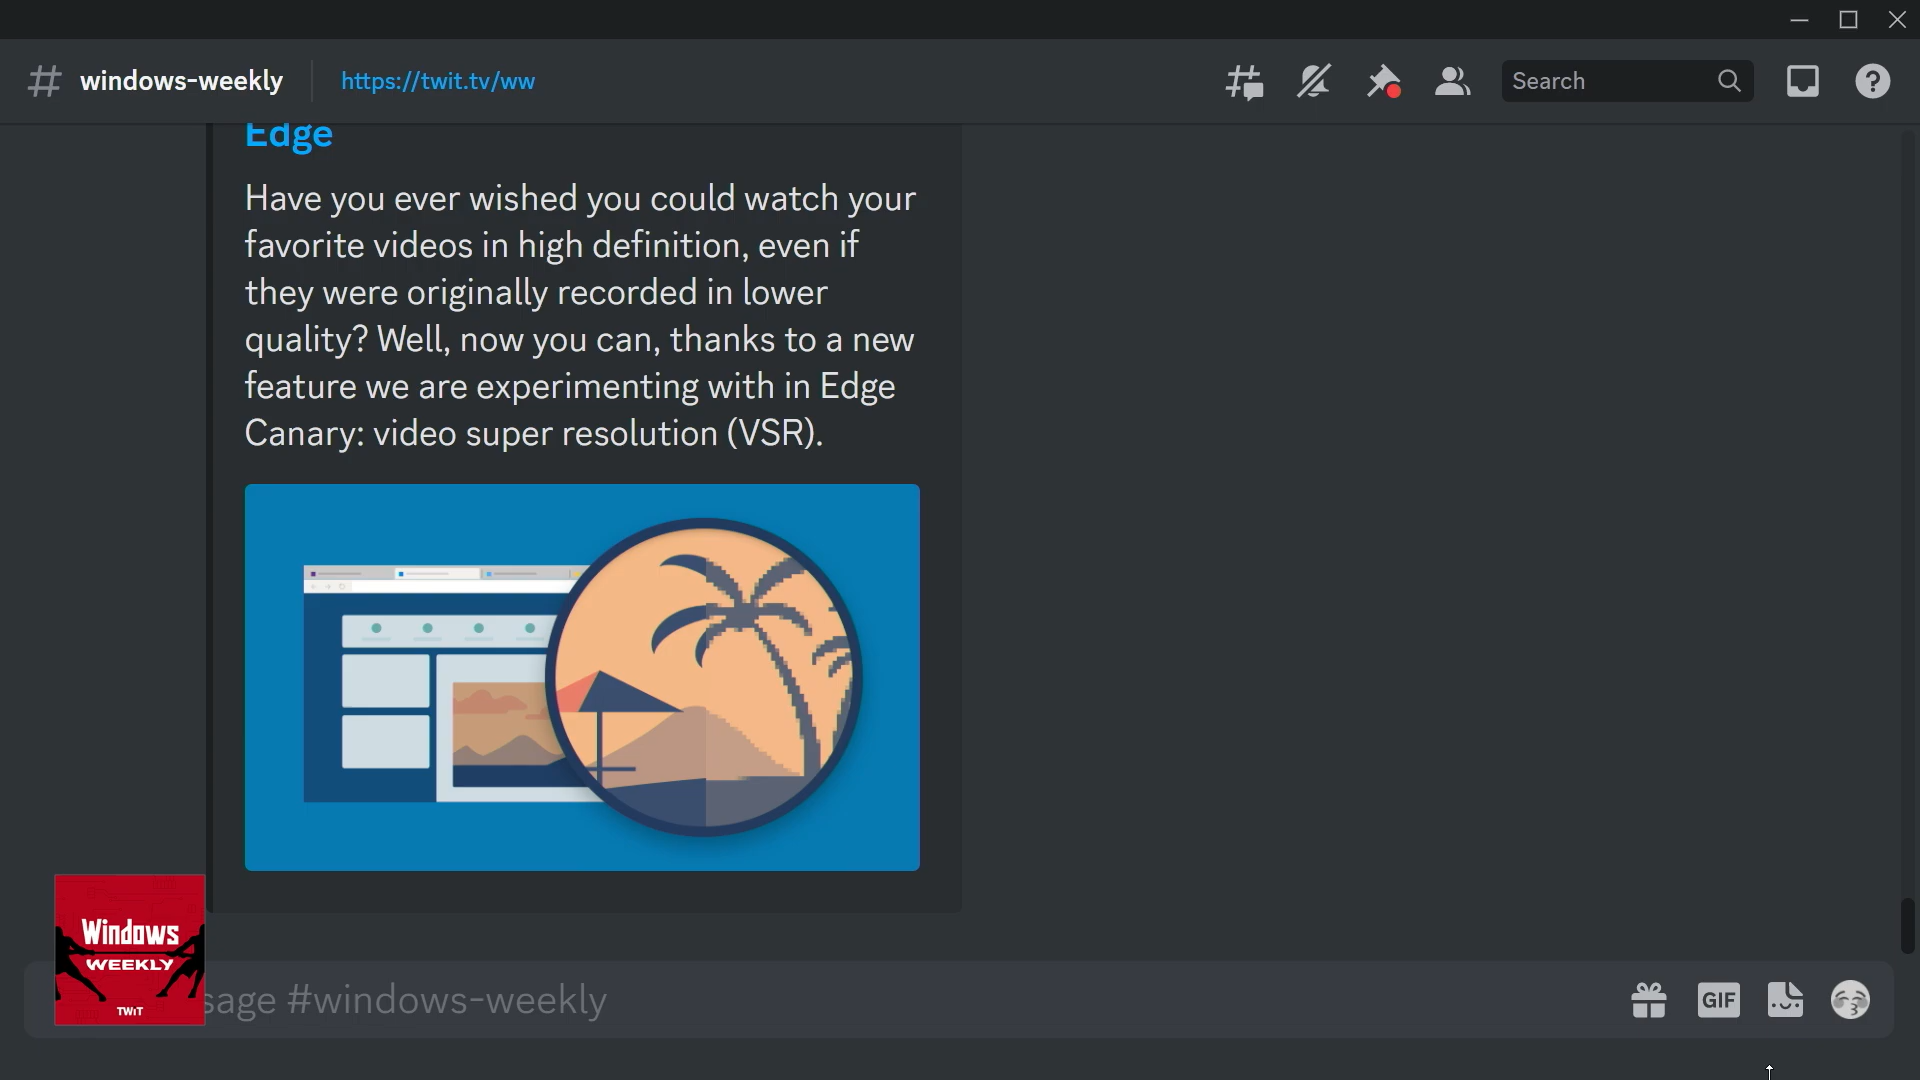 windows-weekly
https://twit.tv/ww
Search
Edge
Have you ever wished you could watch your
favorite videos in high definition, even if
they were originally recorded in lower
quality? Well, now you can, thanks to a new
feature we are experimenting with in Edge
Canary: video super resolution (VSR).
Windows
WEEKLY
TWiT
sage #windows-weekly
GIF